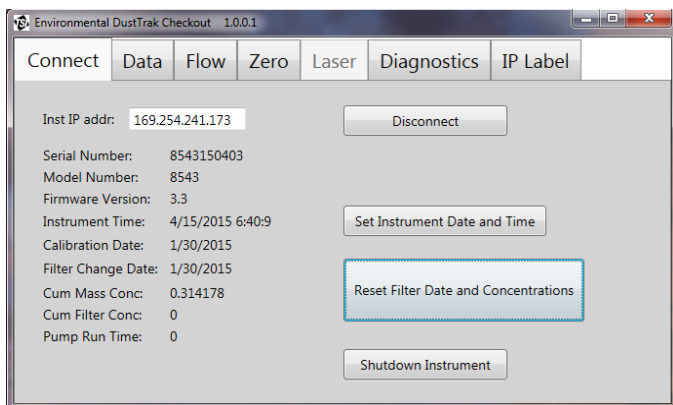 Environmental DustTrak Checkout 1.0.0.1
Connect Data Flow Zero Laser Diagnostics IP Label
Inst IP addr: 169.254.241.173 Disconnect
Serial Number: 8543150403
Model Number: 8543
Firmware Version: 3.3
Instrument Time: 4/15/2015 6:40:9 Set Instrument Date and Time
Calibration Date: 1/30/2015
Filter Change Date: 1/30/2015
Cum Mass Conc: 0.314178 Reset Filter Date and Concentrations
Cum Filter Conc: 0
Pump Run Time: 0
Shutdown Instrument